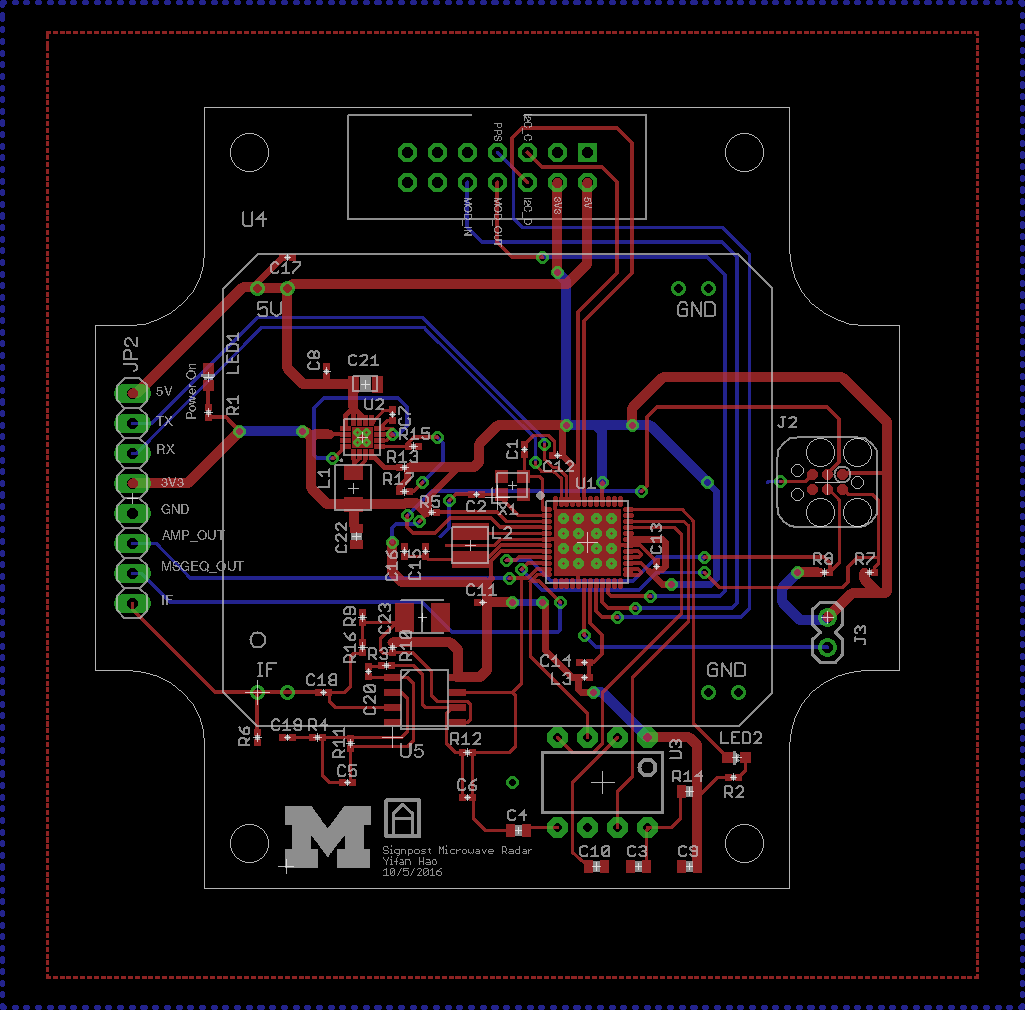 PPS
I2C_C
U4
MOD_IN
MOD_OUT
I2C_D
3V3
5V
C17
5V
GND
JP2
LED1
C8
C21
Power On
R1
U2
C7
J2
5V
TX
RX
3V3
GND
AMP_OUT
MSGEQ_OUT
IF
R15
R13
R17
L1
C1
C12
U1
R5
C2
X1
L2
C22
C16
C15
C13
R8
R7
C11
R9
C23
R16
R10
R3
J3
C14
L3
IF
GND
C18
C20
R6
C19
R4
R11
U5
R12
U3
LED2
C5
C6
R14
R2
M
C4
Signpost Microwave Radar
Yifan Hao
10/5/2016
C10
C3
C9